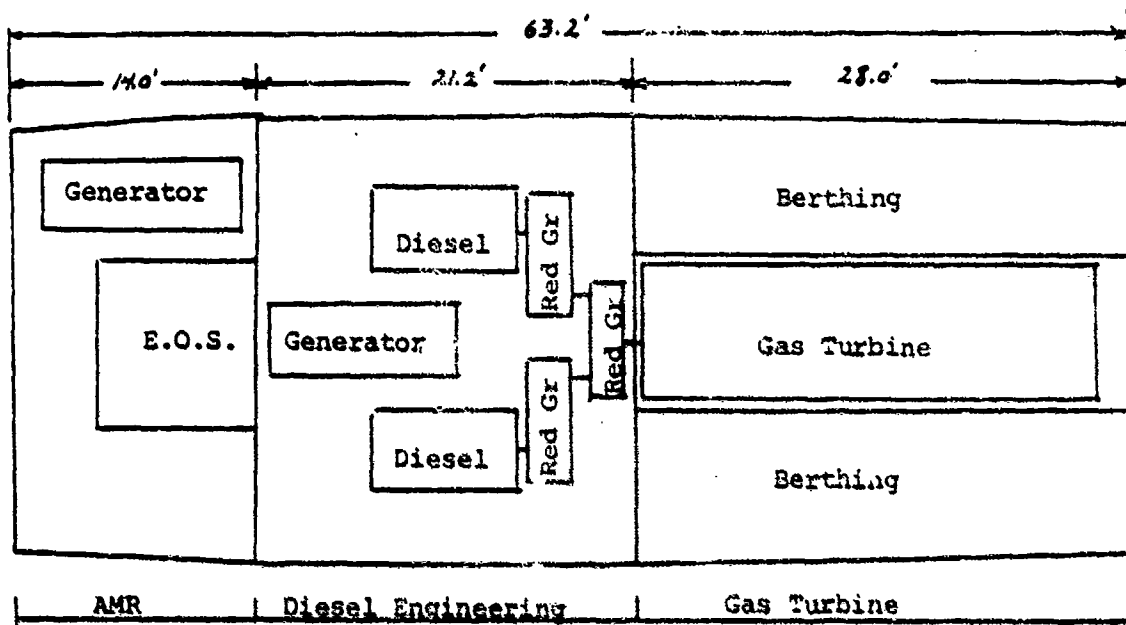 63.2'
14.0' 21.2' 28.0'
Generator
Berthing
Diesel
Red Gr
Red Gr
E.O.S.
Generator
Gas Turbine
Red Gr
Diesel
Berthing
AMR Diesel Engineering Gas Turbine